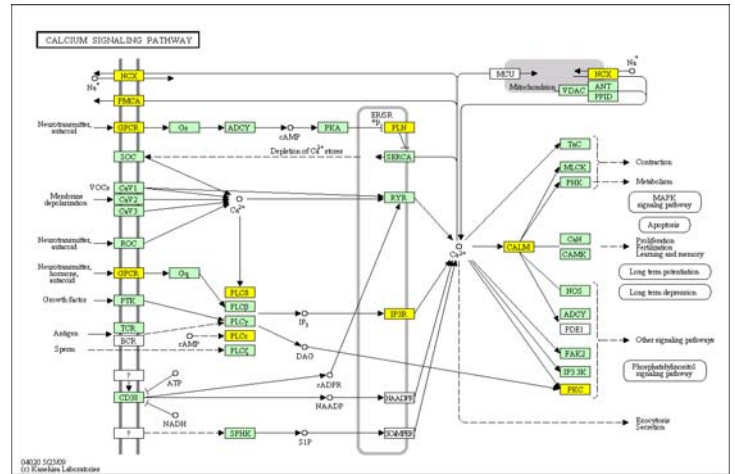 CALCIUM SIGNALING PATHWAY
NCX
Na+
PMCA
MCU
Mitochondrion
NCX
Na+
VDAC
ANT
PPID
Neurotransmitter,
autacoid
GPCR
Gs
ADCY
cAMP
PKA
ER/SR
+P
PLN
SOC
Depletion of Ca2+ stores
SERCA
TnC
MLCK
PHK
Contraction
Metabolism
VOCs
Membrane
depolarization
CaV1
CaV2
CaV3
Ca2+
RYR
MAPK
signaling pathway
Apoptosis
Neurotransmitter,
autacoid
ROC
Ca2+
CALM
CaN
CAMK
Proliferation
Fertilization
Learning and memory
Neurotransmitter,
hormone,
autacoid
GPCR
Gq
Long term potentiation
Long term depression
PLCδ
PLCβ
PLCγ
PLCε
PLCζ
Growth factor
PTK
IP3
IP3R
NOS
ADCY
PDE1
Antigen
TCR
BCR
cAMP
Sperm
DAG
Other signaling pathways
FAK2
IP3 3K
PKC
Phosphatidylinositol
signaling pathway
?
ATP
cADPR
CD38
NAADP
NAADPR
NADH
?
SPHK
S1P
SCaMPER
Exocytosis
Secretion
04020 5/25/09
(c) Kanehisa Laboratories